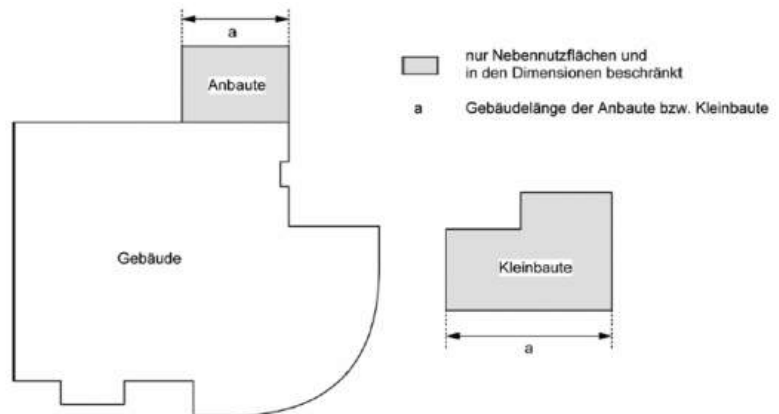 a
Anbaute
nur Nebennutzflächen und
in den Dimensionen beschränkt
a Gebäudelänge der Anbaute bzw. Kleinbaute
Gebäude
Kleinbaute
a